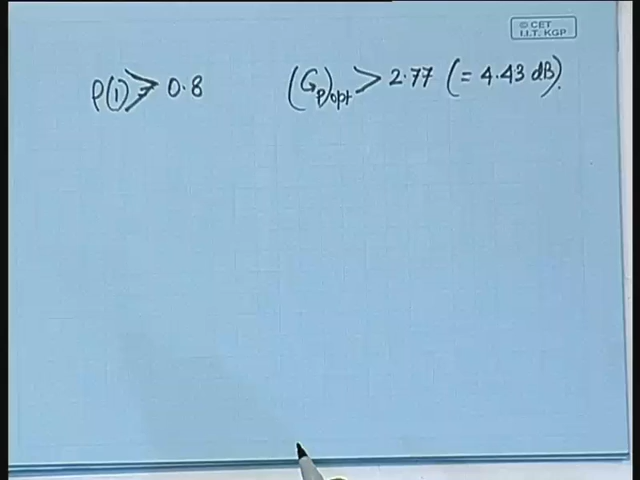 © CET
I.I.T. KGP
ρ(1) ≥ 0.8 (G_p)_opt > 2.77 (= 4.43 dB).